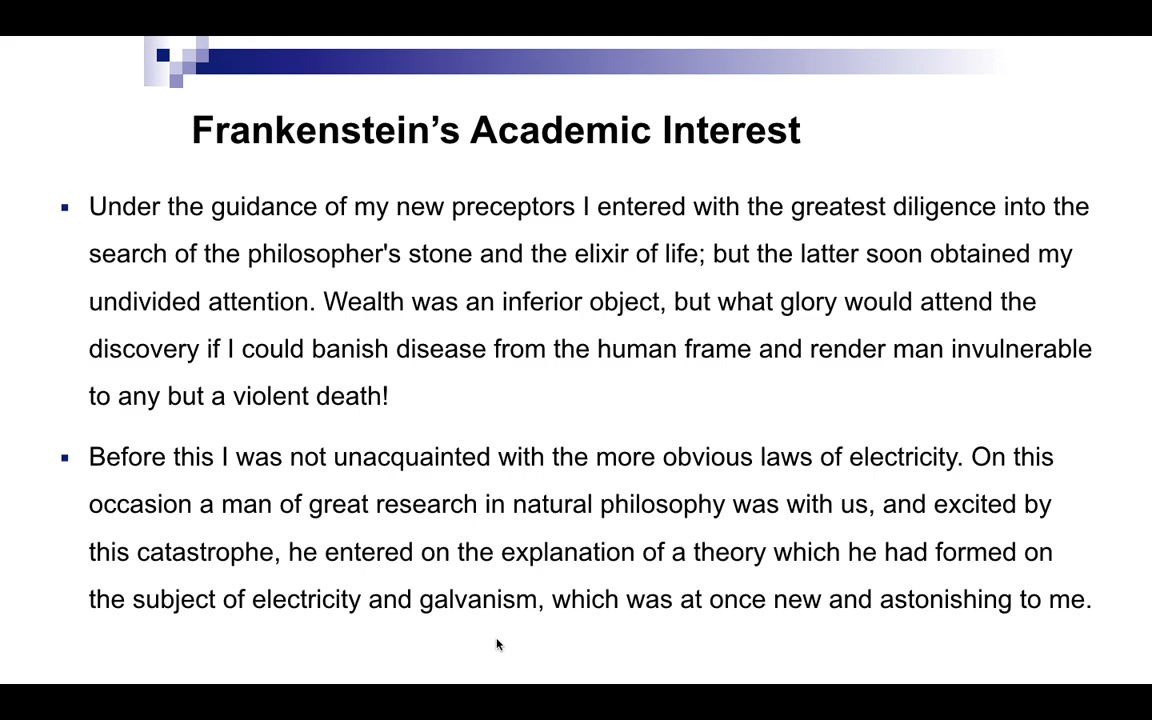 Frankenstein’s Academic Interest
Under the guidance of my new preceptors I entered with the greatest diligence into the
search of the philosopher's stone and the elixir of life; but the latter soon obtained my
undivided attention. Wealth was an inferior object, but what glory would attend the
discovery if I could banish disease from the human frame and render man invulnerable
to any but a violent death!
Before this I was not unacquainted with the more obvious laws of electricity. On this
occasion a man of great research in natural philosophy was with us, and excited by
this catastrophe, he entered on the explanation of a theory which he had formed on
the subject of electricity and galvanism, which was at once new and astonishing to me.